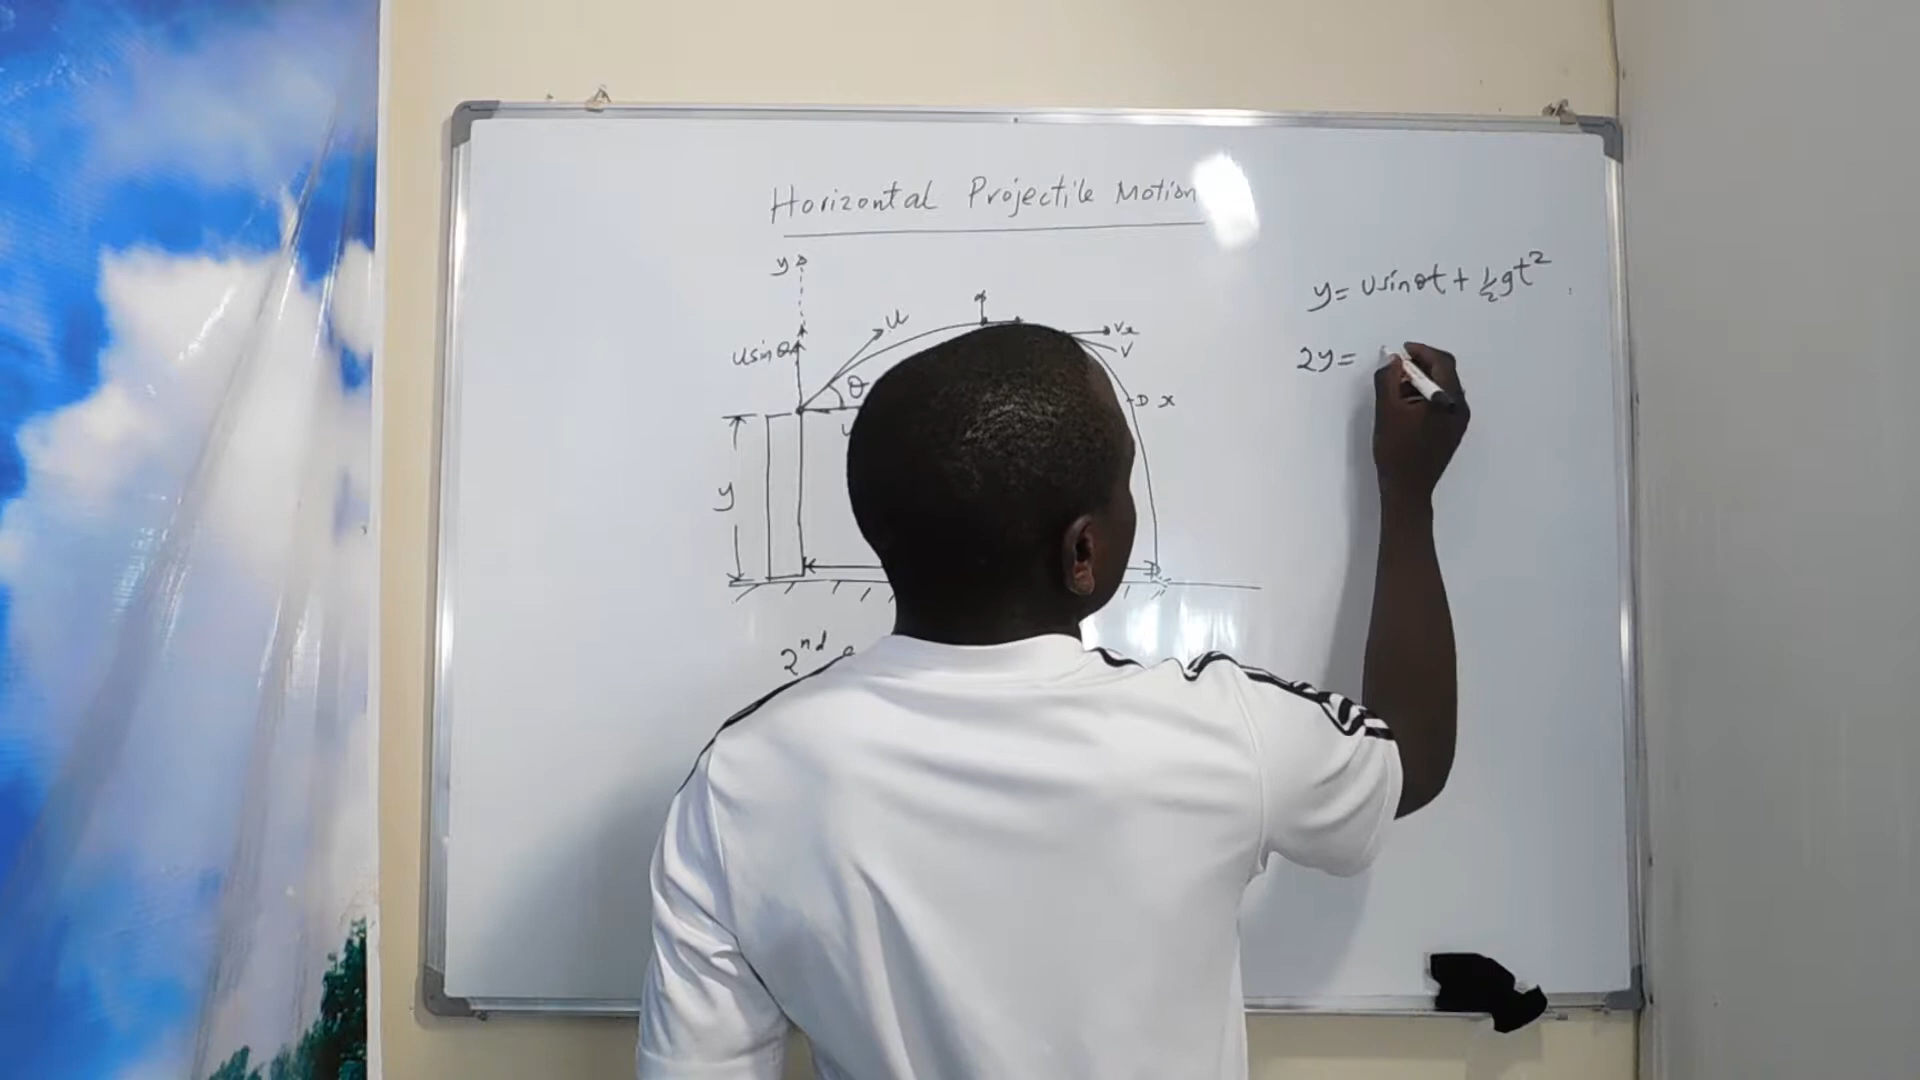 Horizontal Projectile Motion
y
u
usinθ
θ
α
Vx
V
x
y
2nd
y = usinθt + 1/2gt²
2y =